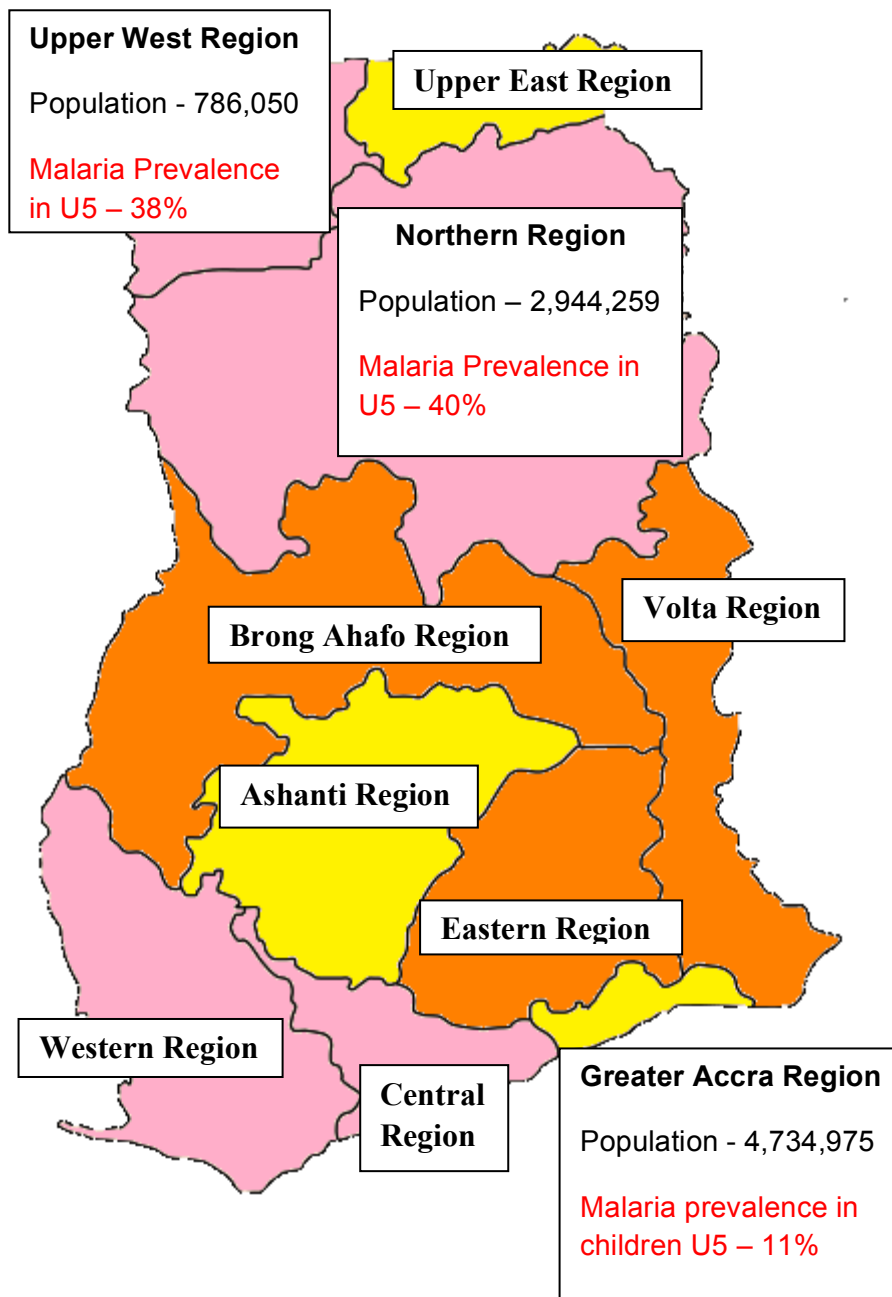 Upper West Region
Population - 786,050
Malaria Prevalence
in U5 – 38%
Upper East Region
Northern Region
Population – 2,944,259
Malaria Prevalence in
U5 – 40%
Volta Region
Brong Ahafo Region
Ashanti Region
Eastern Region
Western Region
Central
Region
Greater Accra Region
Population - 4,734,975
Malaria prevalence in
children U5 – 11%